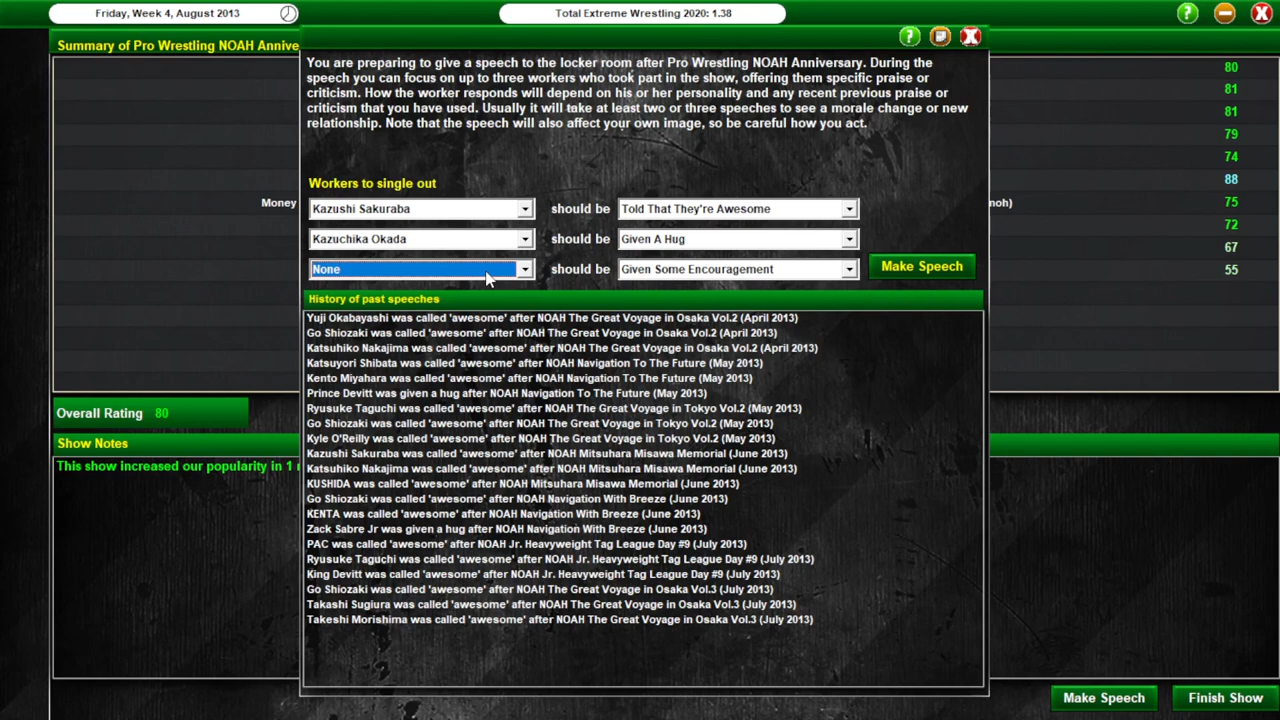 Friday, Week 4, August 2013
Total Extreme Wrestling 2020: 1.38
Summary of Pro Wrestling NOAH Annive
You are preparing to give a speech to the locker room after Pro Wrestling NOAH Anniversary. During the
speech you can focus on up to three workers who took part in the show, offering them specific praise or
criticism. How the worker responds will depend on his or her personality and any recent previous praise or
criticism that you have used. Usually it will take at least two or three speeches to see a morale change or new
relationship. Note that the speech will also affect your own image, so be careful how you act.
80
81
81
79
74
88
75
72
67
55
Workers to single out
Money
noh)
Kazushi Sakuraba should be Told That They're Awesome
Kazuchika Okada should be Given A Hug
None should be Given Some Encouragement
Make Speech
History of past speeches
Yuji Okabayashi was called 'awesome' after NOAH The Great Voyage in Osaka Vol.2 (April 2013)
Go Shiozaki was called 'awesome' after NOAH The Great Voyage in Osaka Vol.2 (April 2013)
Katsuhiko Nakajima was called 'awesome' after NOAH The Great Voyage in Osaka Vol.2 (April 2013)
Katsuyori Shibata was called 'awesome' after NOAH Navigation To The Future (May 2013)
Kento Miyahara was called 'awesome' after NOAH Navigation To The Future (May 2013)
Prince Devitt was given a hug after NOAH Navigation To The Future (May 2013)
Ryusuke Taguchi was called 'awesome' after NOAH The Great Voyage in Tokyo Vol.2 (May 2013)
Go Shiozaki was called 'awesome' after NOAH The Great Voyage in Tokyo Vol.2 (May 2013)
Kyle O'Reilly was called 'awesome' after NOAH The Great Voyage in Tokyo Vol.2 (May 2013)
Kazushi Sakuraba was called 'awesome' after NOAH Mitsuhara Misawa Memorial (June 2013)
Katsuhiko Nakajima was called 'awesome' after NOAH Mitsuhara Misawa Memorial (June 2013)
KUSHIDA was called 'awesome' after NOAH Mitsuhara Misawa Memorial (June 2013)
Go Shiozaki was called 'awesome' after NOAH Navigation With Breeze (June 2013)
KENTA was called 'awesome' after NOAH Navigation With Breeze (June 2013)
Zack Sabre Jr was given a hug after NOAH Navigation With Breeze (June 2013)
PAC was called 'awesome' after NOAH Jr. Heavyweight Tag League Day #9 (July 2013)
Ryusuke Taguchi was called 'awesome' after NOAH Jr. Heavyweight Tag League Day #9 (July 2013)
King Devitt was called 'awesome' after NOAH Jr. Heavyweight Tag League Day #9 (July 2013)
Go Shiozaki was called 'awesome' after NOAH The Great Voyage in Osaka Vol.3 (July 2013)
Takashi Sugiura was called 'awesome' after NOAH The Great Voyage in Osaka Vol.3 (July 2013)
Takeshi Morishima was called 'awesome' after NOAH The Great Voyage in Osaka Vol.3 (July 2013)
Overall Rating 80
Show Notes
This show increased our popularity in 1
Make Speech
Finish Show